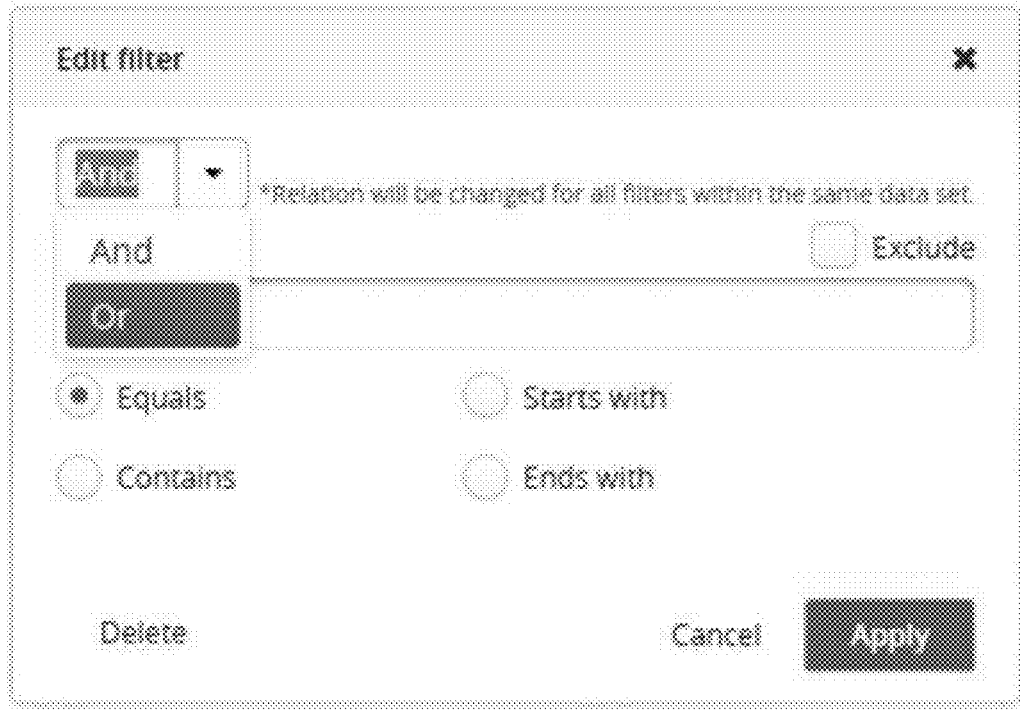 Edit filter
And
*Relation will be changed for all filters within the same data set.
And
Exclude
Or
Equals
Starts with
Contains
Ends with
Delete
Cancel
Apply